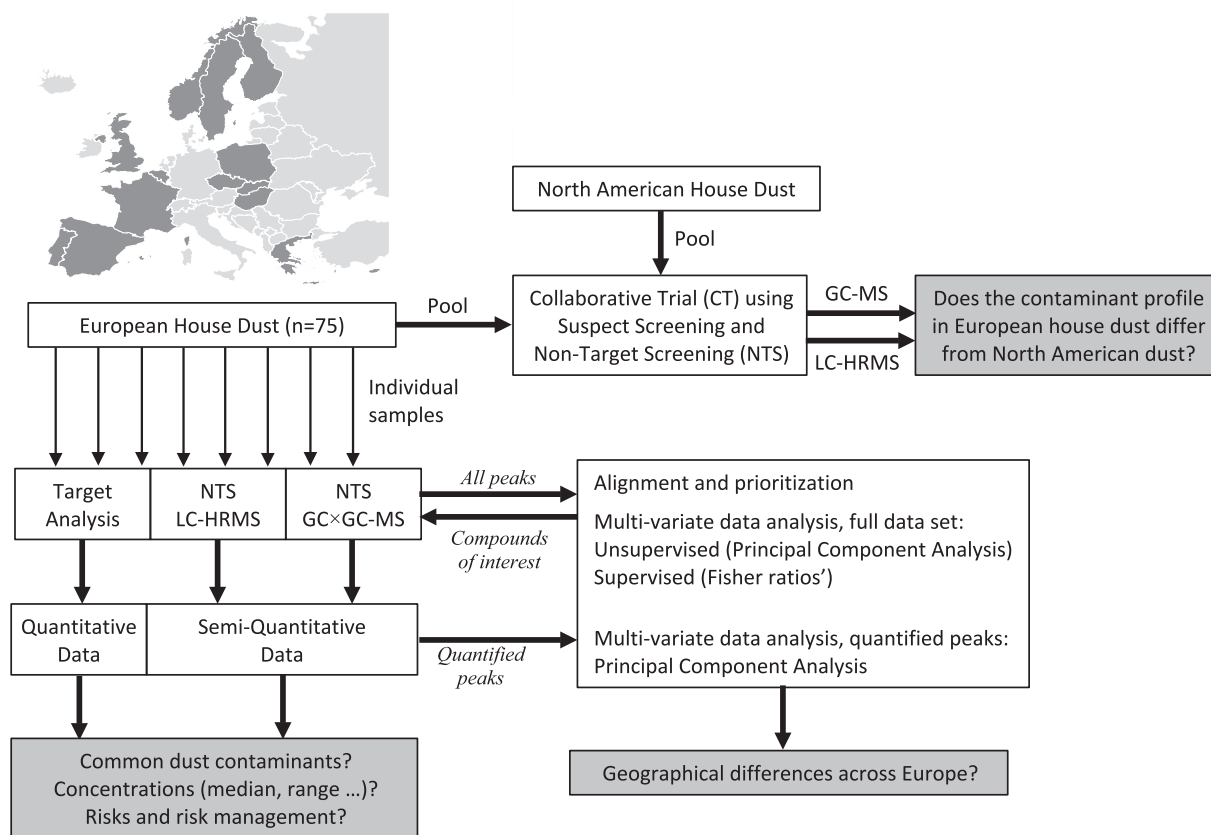 North American House Dust
Pool
European House Dust (n=75)
Pool
Collaborative Trial (CT) using
Suspect Screening and
Non-Target Screening (NTS)
GC-MS
LC-HRMS
Does the contaminant profile
in European house dust differ
from North American dust?
Individual
samples
Target
Analysis
NTS
LC-HRMS
NTS
GC×GC-MS
All peaks
Compounds
of interest
Alignment and prioritization
Multi-variate data analysis, full data set:
Unsupervised (Principal Component Analysis)
Supervised (Fisher ratios’)
Quantitative
Data
Semi-Quantitative
Data
Quantified
peaks
Multi-variate data analysis, quantified peaks:
Principal Component Analysis
Common dust contaminants?
Concentrations (median, range ...)?
Risks and risk management?
Geographical differences across Europe?